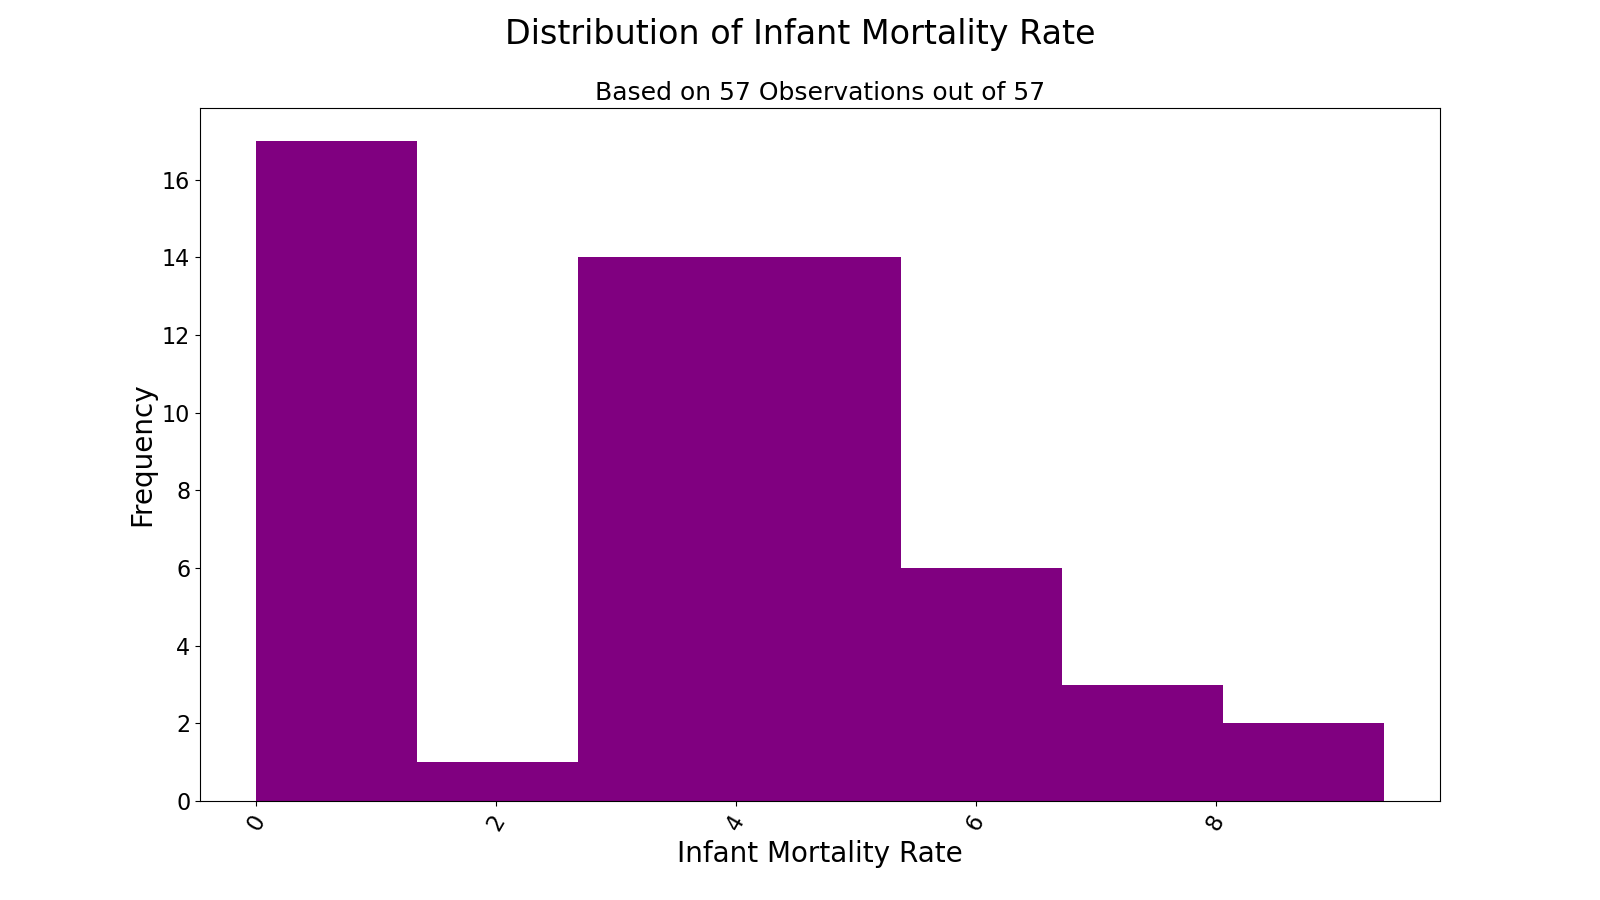 Distribution of Infant Mortality Rate
Based on 57 Observations out of 57
16
14
12
10
8
6
4
2
0
Frequency
0 2 4 6 8
Infant Mortality Rate